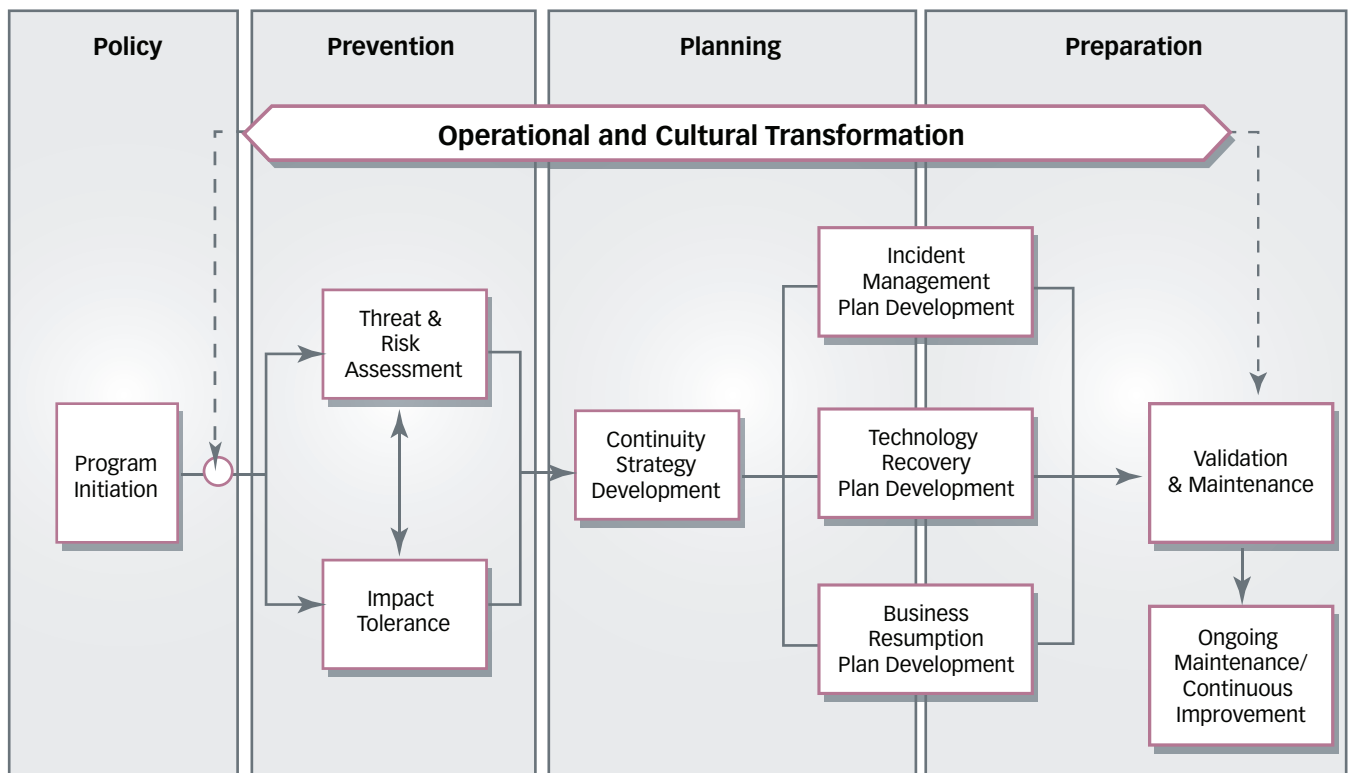 Policy
Prevention
Planning
Preparation
Operational and Cultural Transformation
Program
Initiation
Threat &
Risk
Assessment
Impact
Tolerance
Continuity
Strategy
Development
Incident
Management
Plan Development
Technology
Recovery
Plan Development
Business
Resumption
Plan Development
Validation
& Maintenance
Ongoing
Maintenance/
Continuous
Improvement